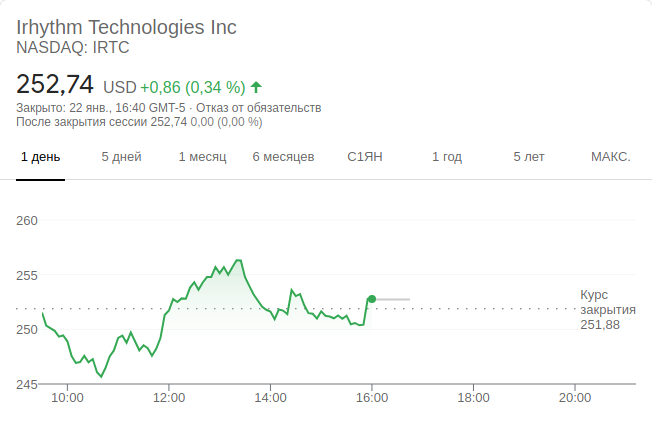 Irhythm Technologies Inc
NASDAQ: IRTC
252,74 USD +0,86 (0,34 %)
Закрыто: 22 янв., 16:40 GMT-5 · Отказ от обязательств
После закрытия сессии 252,74 0,00 (0,00 %)
1 день 5 дней 1 месяц 6 месяцев С1ЯН 1 год 5 лет МАКС.
260
255
Курс
закрытия
251,88
250
245
10:00 12:00 14:00 16:00 18:00 20:00